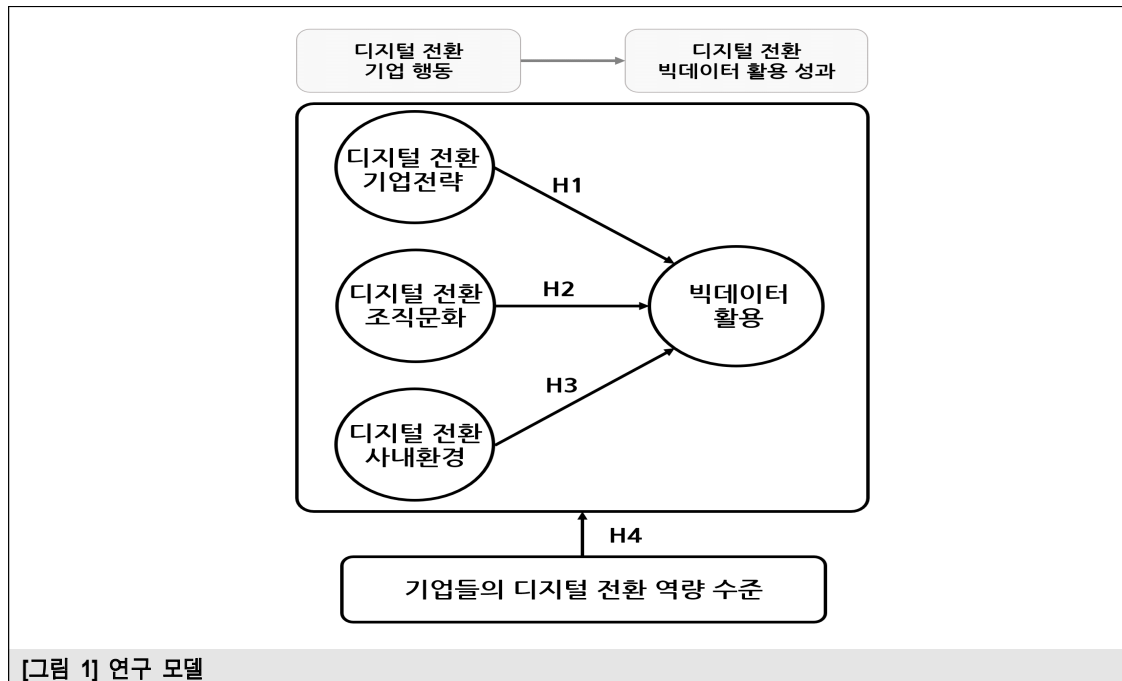 디지털 전환
기업 행동
디지털 전환
빅데이터 활용 성과
디지털 전환
기업전략
H1
디지털 전환
조직문화
H2
빅데이터
활용
디지털 전환
사내환경
H3
H4
기업들의 디지털 전환 역량 수준
[그림 1] 연구 모델